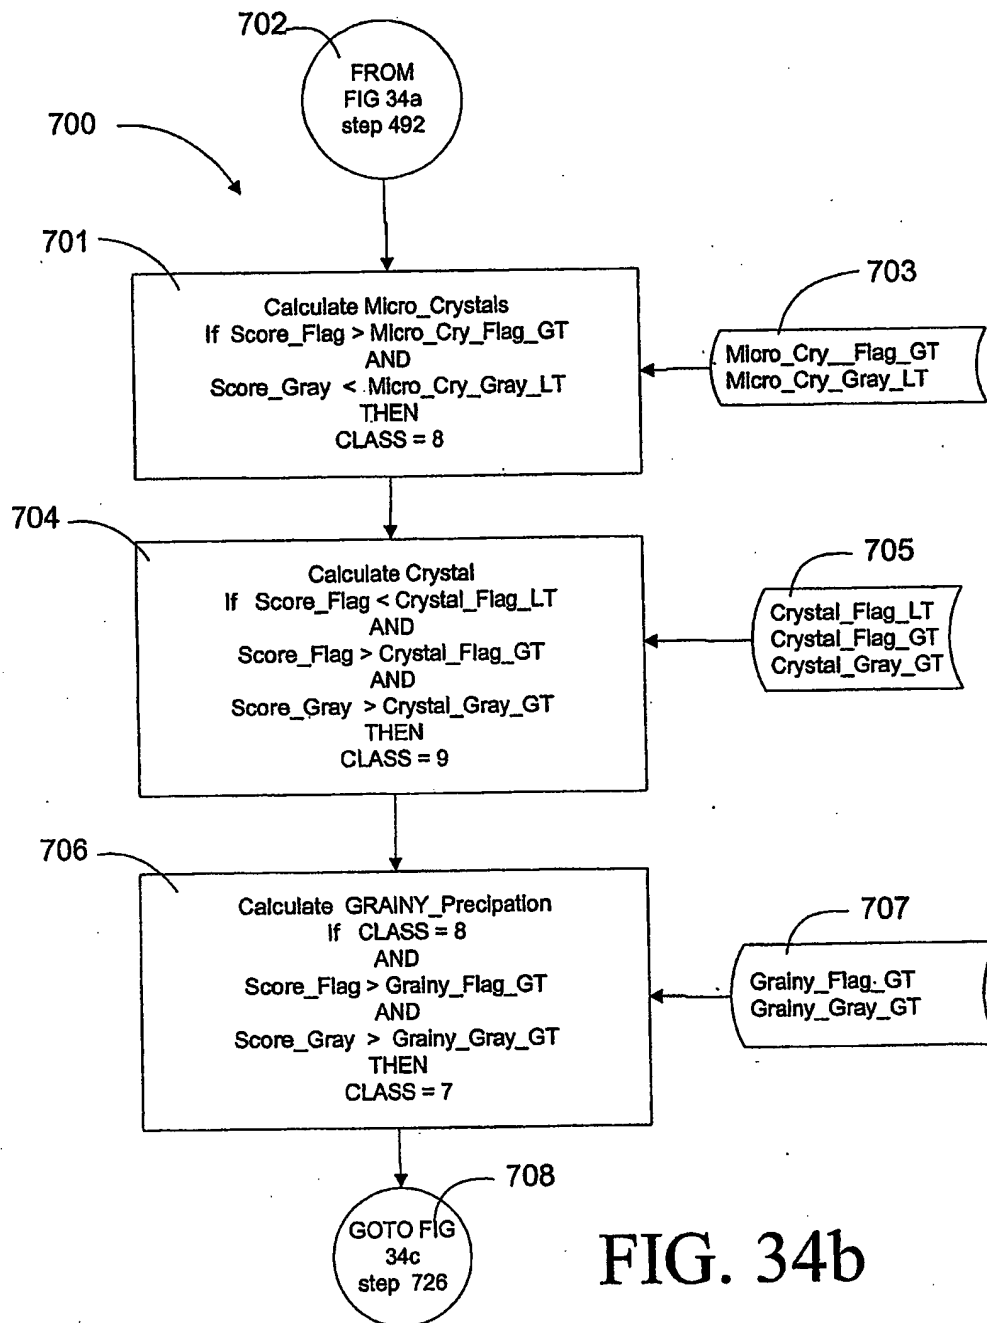 702
FROM
FIG 34a
step 492
700
701
Calculate Micro_Crystals
If Score_Flag > Micro_Cry_Flag_GT
AND
Score_Gray < Micro_Cry_Gray_LT
THEN
CLASS = 8
703
Micro_Cry__Flag_GT
Micro_Cry_Gray_LT
704
Calculate Crystal
If Score_Flag < Crystal_Flag_LT
AND
Score_Flag > Crystal_Flag_GT
AND
Score_Gray > Crystal_Gray_GT
THEN
CLASS = 9
705
Crystal_Flag_LT
Crystal_Flag_GT
Crystal_Gray_GT
706
Calculate GRAINY_Precipation
If CLASS = 8
AND
Score_Flag > Grainy_Flag_GT
AND
Score_Gray > Grainy_Gray_GT
THEN
CLASS = 7
707
Grainy_Flag_GT
Grainy_Gray_GT
708
GOTO FIG
34c
step 726
FIG. 34b